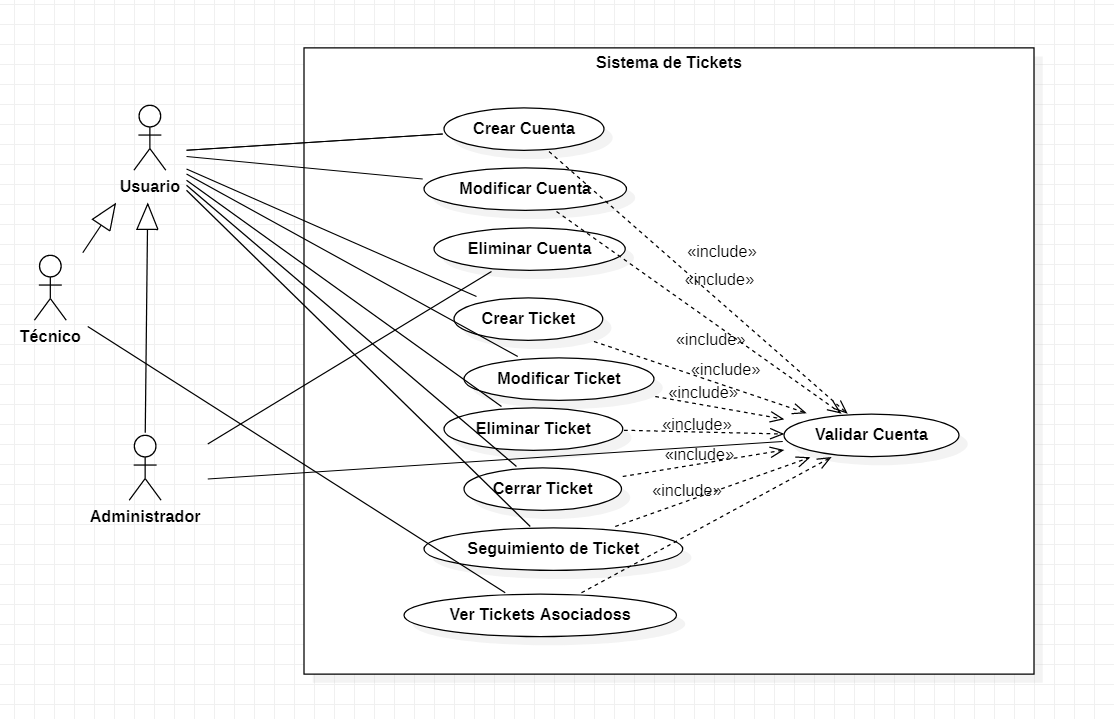 Sistema de Tickets
Crear Cuenta
Usuario
Modificar Cuenta
Eliminar Cuenta
«include»
«include»
Crear Ticket
Técnico
«include»
«include»
Modificar Ticket
«include»
Eliminar Ticket
«include»
Validar Cuenta
«include»
Cerrar Ticket
«include»
Administrador
Seguimiento de Ticket
Ver Tickets Asociadoss